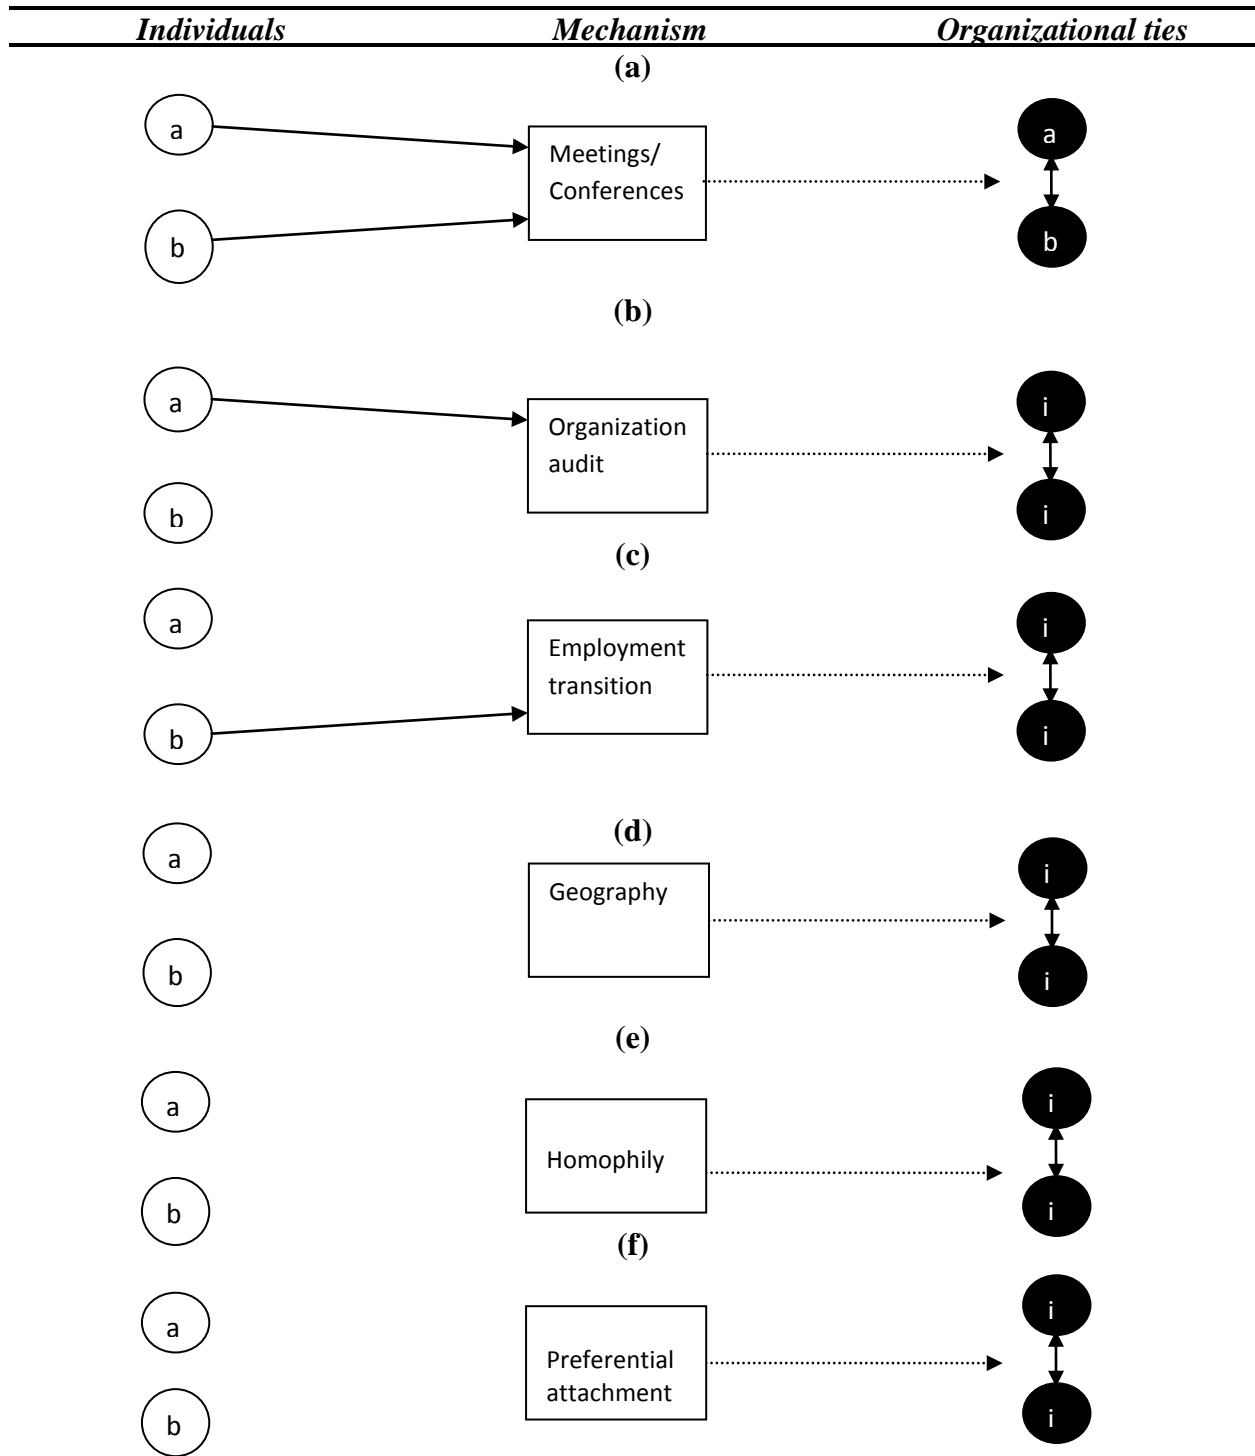 Individuals Mechanism Organizational ties
(a)
a Meetings/ Conferences a
b b
(b)
a Organization audit i
b i
(c)
a Employment transition i
b i
(d)
a Geography i
b i
(e)
a Homophily i
b i
(f)
a Preferential attachment i
b i